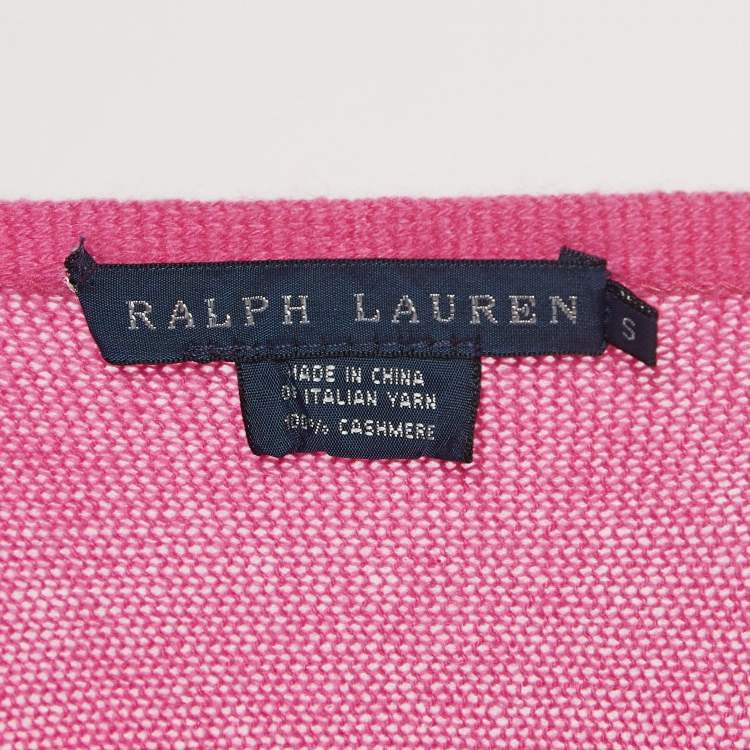 RALPH LAUREN
S
MADE IN CHINA
OF ITALIAN YARN
100% CASHMERE